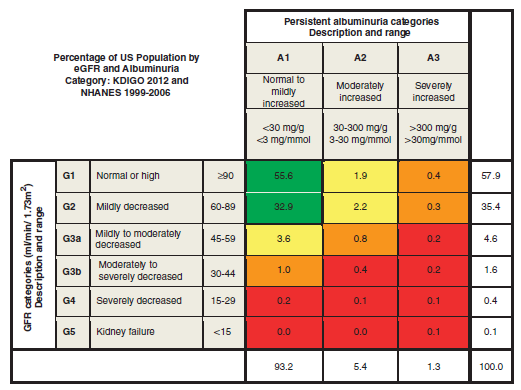 Persistent albuminuria categories
Description and range
Percentage of US Population by
eGFR and Albuminuria
Category: KDIGO 2012 and
NHANES 1999-2006
A1
A2
A3
Normal to
mildly
increased
Moderately
increased
Severely
increased
<30 mg/g
<3 mg/mmol
30-300 mg/g
3-30 mg/mmol
>300 mg/g
>30mg/mmol
GFR categories (ml/min/ 1.73m²)
Description and range
G1 Normal or high ≥90 55.6 1.9 0.4 57.9
G2 Mildly decreased 60-89 32.9 2.2 0.3 35.4
G3a Mildly to moderately
decreased 45-59 3.6 0.8 0.2 4.6
G3b Moderately to
severely decreased 30-44 1.0 0.4 0.2 1.6
G4 Severely decreased 15-29 0.2 0.1 0.1 0.4
G5 Kidney failure <15 0.0 0.0 0.1 0.1
93.2 5.4 1.3 100.0